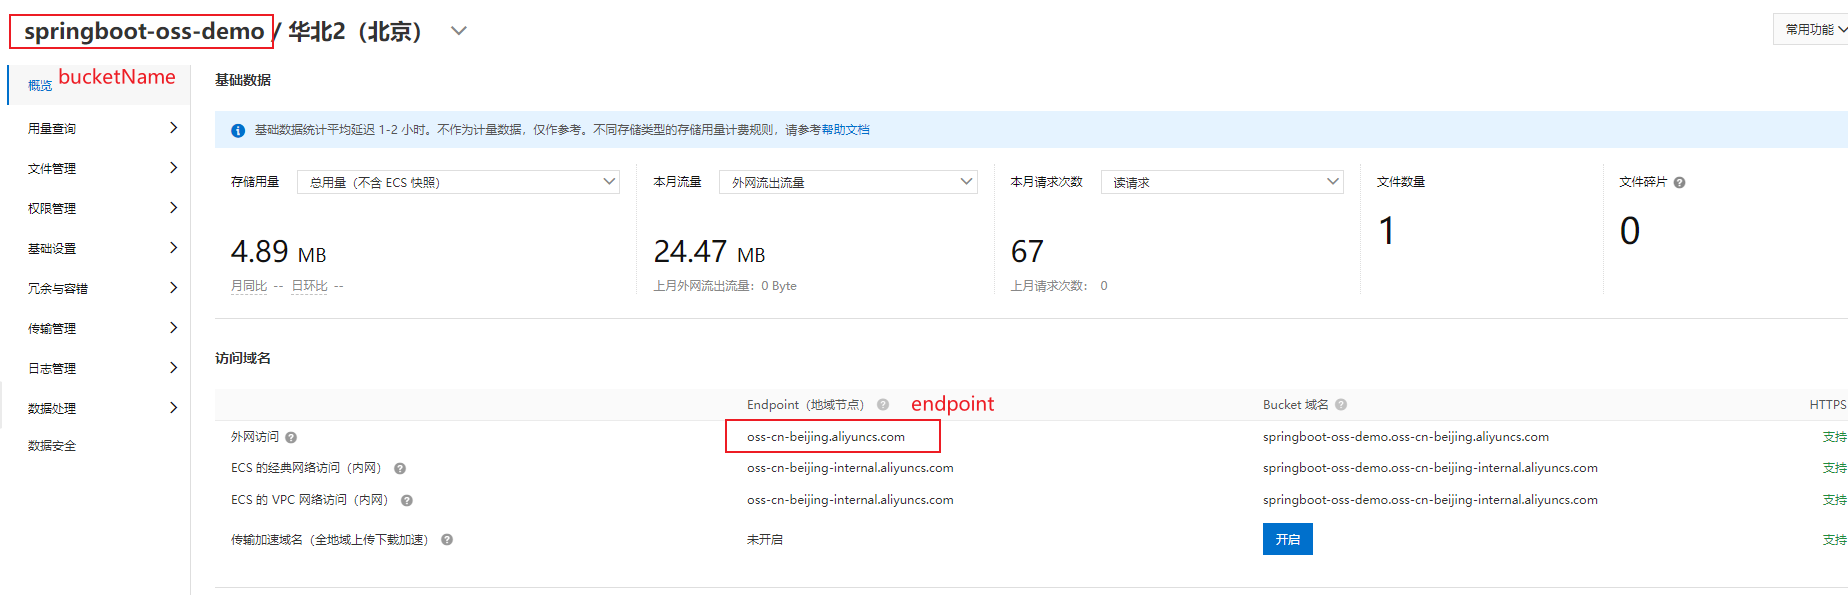 springboot-oss-demo / 华北2（北京）
常用功能
bucketName
概览
用量查询
文件管理
权限管理
基础设置
冗余与容错
传输管理
日志管理
数据处理
数据安全
基础数据
基础数据统计平均延迟 1-2 小时。不作为计量数据，仅作参考。不同存储类型的存储用量计费规则，请参考帮助文档
存储用量 总用量（不含 ECS 快照）
4.89 MB
月同比 -- 日环比 --
本月流量 外网流出流量
24.47 MB
上月外网流出流量：0 Byte
本月请求次数 读请求
67
上月请求次数： 0
文件数量
1
文件碎片
0
访问域名
Endpoint（地域节点） endpoint Bucket 域名 HTTPS
外网访问 oss-cn-beijing.aliyuncs.com springboot-oss-demo.oss-cn-beijing.aliyuncs.com 支持
ECS 的经典网络访问（内网） oss-cn-beijing-internal.aliyuncs.com springboot-oss-demo.oss-cn-beijing-internal.aliyuncs.com 支持
ECS 的 VPC 网络访问（内网） oss-cn-beijing-internal.aliyuncs.com springboot-oss-demo.oss-cn-beijing-internal.aliyuncs.com 支持
传输加速域名（全地域上传下载加速） 未开启 开启 支持